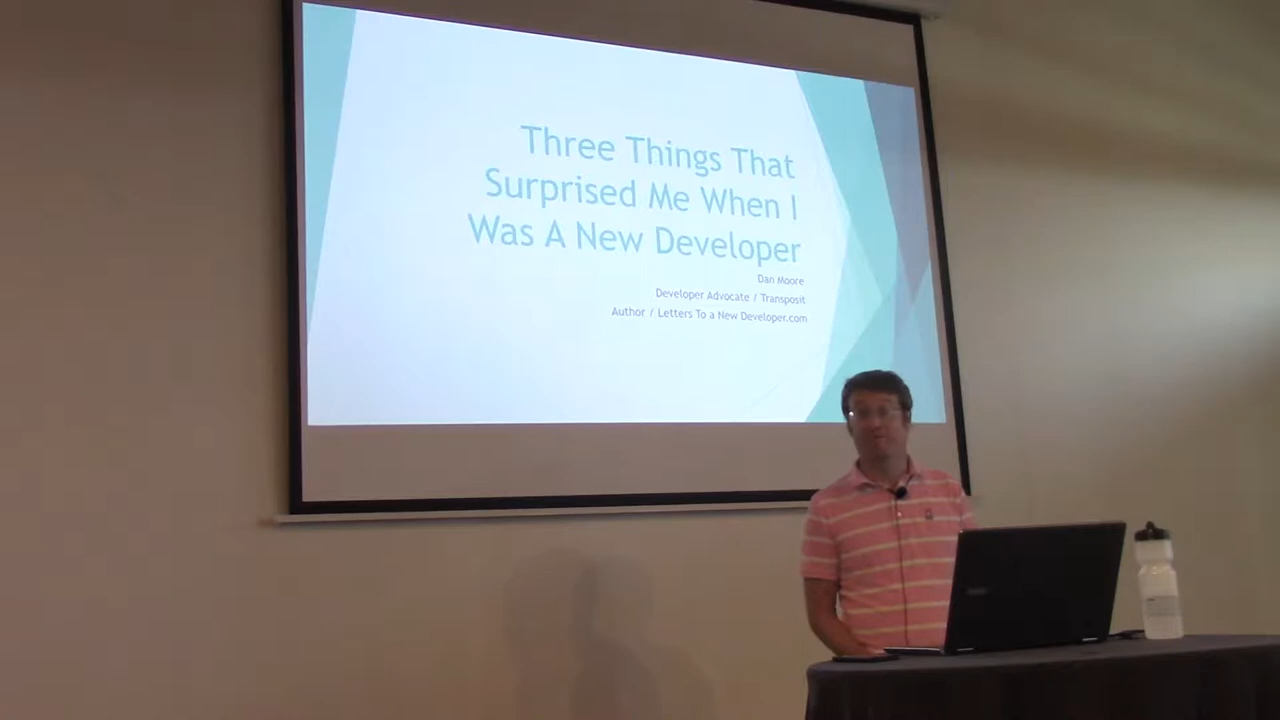 Three Things That
Surprised Me When I
Was A New Developer
Dan Moore
Developer Advocate / Transposit
Author / Letters To a New Developer.com